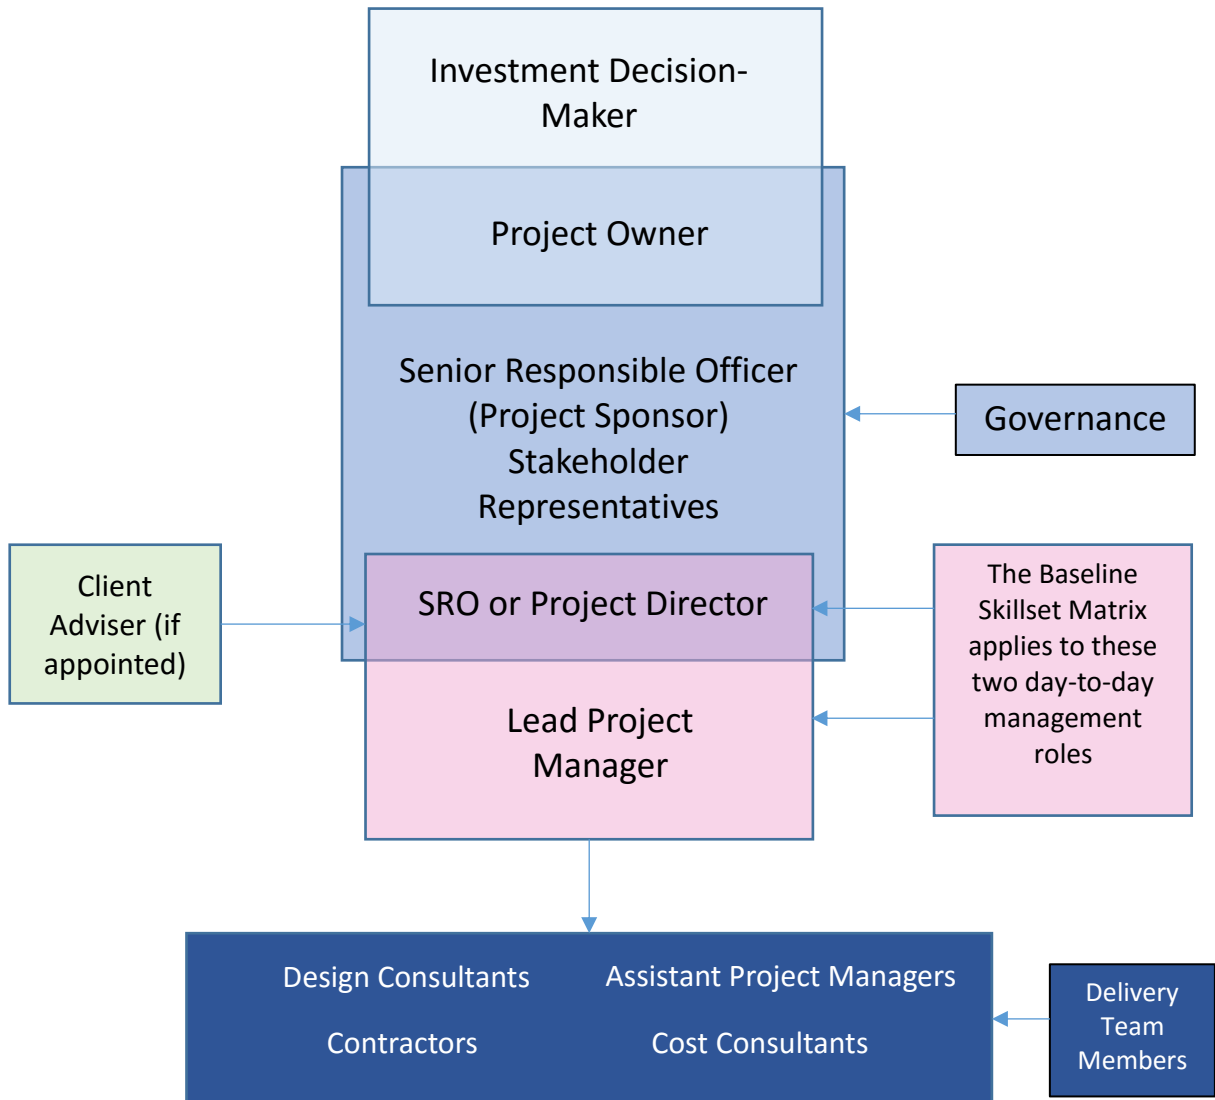 Investment Decision-
Maker
Project Owner
Senior Responsible Officer
(Project Sponsor)
Stakeholder
Representatives
Governance
Client
Adviser (if
appointed)
SRO or Project Director
Lead Project
Manager
The Baseline
Skillset Matrix
applies to these
two day-to-day
management
roles
Design Consultants
Assistant Project Managers
Contractors
Cost Consultants
Delivery
Team
Members